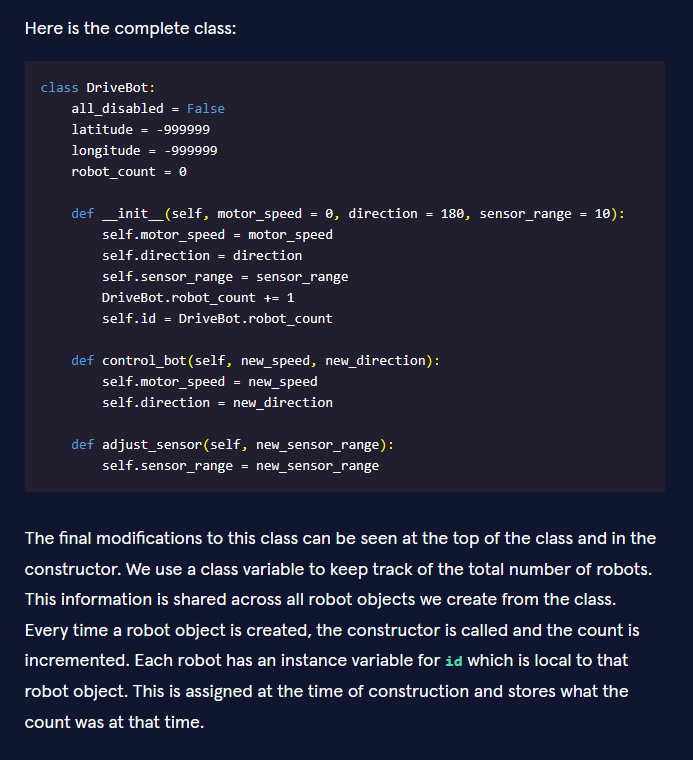 Here is the complete class:
class DriveBot:
    all_disabled = False
    latitude = -999999
    longitude = -999999
    robot_count = 0

    def __init__(self, motor_speed = 0, direction = 180, sensor_range = 10):
        self.motor_speed = motor_speed
        self.direction = direction
        self.sensor_range = sensor_range
        DriveBot.robot_count += 1
        self.id = DriveBot.robot_count

    def control_bot(self, new_speed, new_direction):
        self.motor_speed = new_speed
        self.direction = new_direction

    def adjust_sensor(self, new_sensor_range):
        self.sensor_range = new_sensor_range
The final modifications to this class can be seen at the top of the class and in the
constructor. We use a class variable to keep track of the total number of robots.
This information is shared across all robot objects we create from the class.
Every time a robot object is created, the constructor is called and the count is
incremented. Each robot has an instance variable for id which is local to that
robot object. This is assigned at the time of construction and stores what the
count was at that time.